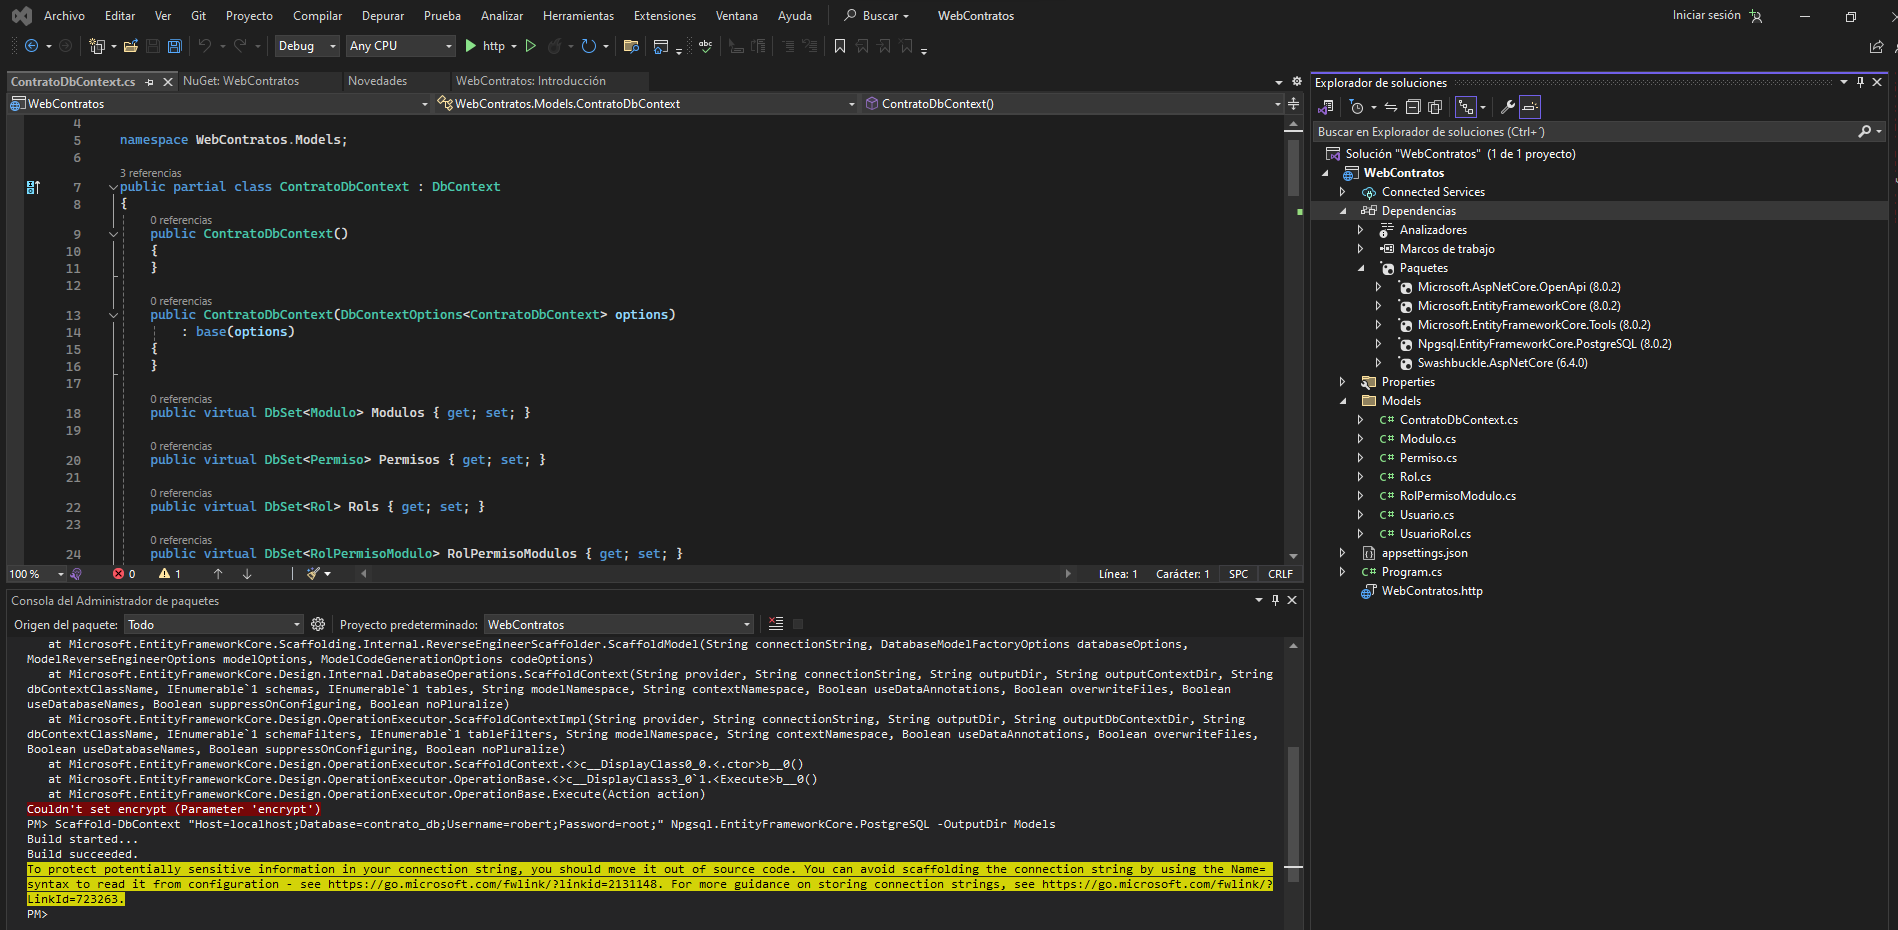 Archivo Editar Ver Git Proyecto Compilar Depurar Prueba Analizar Herramientas Extensiones Ventana Ayuda Buscar WebContratos Iniciar sesión
Debug Any CPU http
ContratoDbContext.cs NuGet: WebContratos Novedades WebContratos: Introducción
WebContratos WebContratos.Models.ContratoDbContext ContratoDbContext()
4
5 namespace WebContratos.Models;
6
3 referencias
7 public partial class ContratoDbContext : DbContext
8 {
0 referencias
9 public ContratoDbContext()
10 {
11 }
12
0 referencias
13 public ContratoDbContext(DbContextOptions<ContratoDbContext> options)
14 : base(options)
15 {
16 }
17
0 referencias
18 public virtual DbSet<Modulo> Modulos { get; set; }
19
0 referencias
20 public virtual DbSet<Permiso> Permisos { get; set; }
21
0 referencias
22 public virtual DbSet<Rol> Rols { get; set; }
23
0 referencias
24 public virtual DbSet<RolPermisoModulo> RolPermisoModulos { get; set; }
100 % 0 1 Línea: 1 Carácter: 1 SPC CRLF
Consola del Administrador de paquetes
Origen del paquete: Todo Proyecto predeterminado: WebContratos
at Microsoft.EntityFrameworkCore.Scaffolding.Internal.ReverseEngineerScaffolder.ScaffoldModel(String connectionString, DatabaseModelFactoryOptions databaseOptions,
ModelReverseEngineerOptions modelOptions, ModelCodeGenerationOptions codeOptions)
at Microsoft.EntityFrameworkCore.Design.Internal.DatabaseOperations.ScaffoldContext(String provider, String connectionString, String outputDir, String outputContextDir, String
dbContextClassName, IEnumerable`1 schemas, IEnumerable`1 tables, String modelNamespace, String contextNamespace, Boolean useDataAnnotations, Boolean overwriteFiles, Boolean
useDatabaseNames, Boolean suppressOnConfiguring, Boolean noPluralize)
at Microsoft.EntityFrameworkCore.Design.OperationExecutor.ScaffoldContextImpl(String provider, String connectionString, String outputDir, String outputDbContextDir, String
dbContextClassName, IEnumerable`1 schemaFilters, IEnumerable`1 tableFilters, String modelNamespace, String contextNamespace, Boolean useDataAnnotations, Boolean overwriteFiles,
Boolean useDatabaseNames, Boolean suppressOnConfiguring, Boolean noPluralize)
at Microsoft.EntityFrameworkCore.Design.OperationExecutor.ScaffoldContext.<>c__DisplayClass0_0.<.ctor>b__0()
at Microsoft.EntityFrameworkCore.Design.OperationExecutor.OperationBase.<>c__DisplayClass3_0`1.<Execute>b__0()
at Microsoft.EntityFrameworkCore.Design.OperationExecutor.OperationBase.Execute(Action action)
Couldn't set encrypt (Parameter 'encrypt')
PM> Scaffold-DbContext "Host=localhost;Database=contrato_db;Username=robert;Password=root;" Npgsql.EntityFrameworkCore.PostgreSQL -OutputDir Models
Build started...
Build succeeded.
To protect potentially sensitive information in your connection string, you should move it out of source code. You can avoid scaffolding the connection string by using the Name=
syntax to read it from configuration - see https://go.microsoft.com/fwlink/?linkid=2131148. For more guidance on storing connection strings, see https://go.microsoft.com/fwlink/?
LinkId=723263.
PM>
Explorador de soluciones
Buscar en Explorador de soluciones (Ctrl+´)
Solución "WebContratos" (1 de 1 proyecto)
WebContratos
Connected Services
Dependencias
Analizadores
Marcos de trabajo
Paquetes
Microsoft.AspNetCore.OpenApi (8.0.2)
Microsoft.EntityFrameworkCore (8.0.2)
Microsoft.EntityFrameworkCore.Tools (8.0.2)
Npgsql.EntityFrameworkCore.PostgreSQL (8.0.2)
Swashbuckle.AspNetCore (6.4.0)
Properties
Models
C# ContratoDbContext.cs
C# Modulo.cs
C# Permiso.cs
C# Rol.cs
C# RolPermisoModulo.cs
C# Usuario.cs
C# UsuarioRol.cs
appsettings.json
C# Program.cs
WebContratos.http